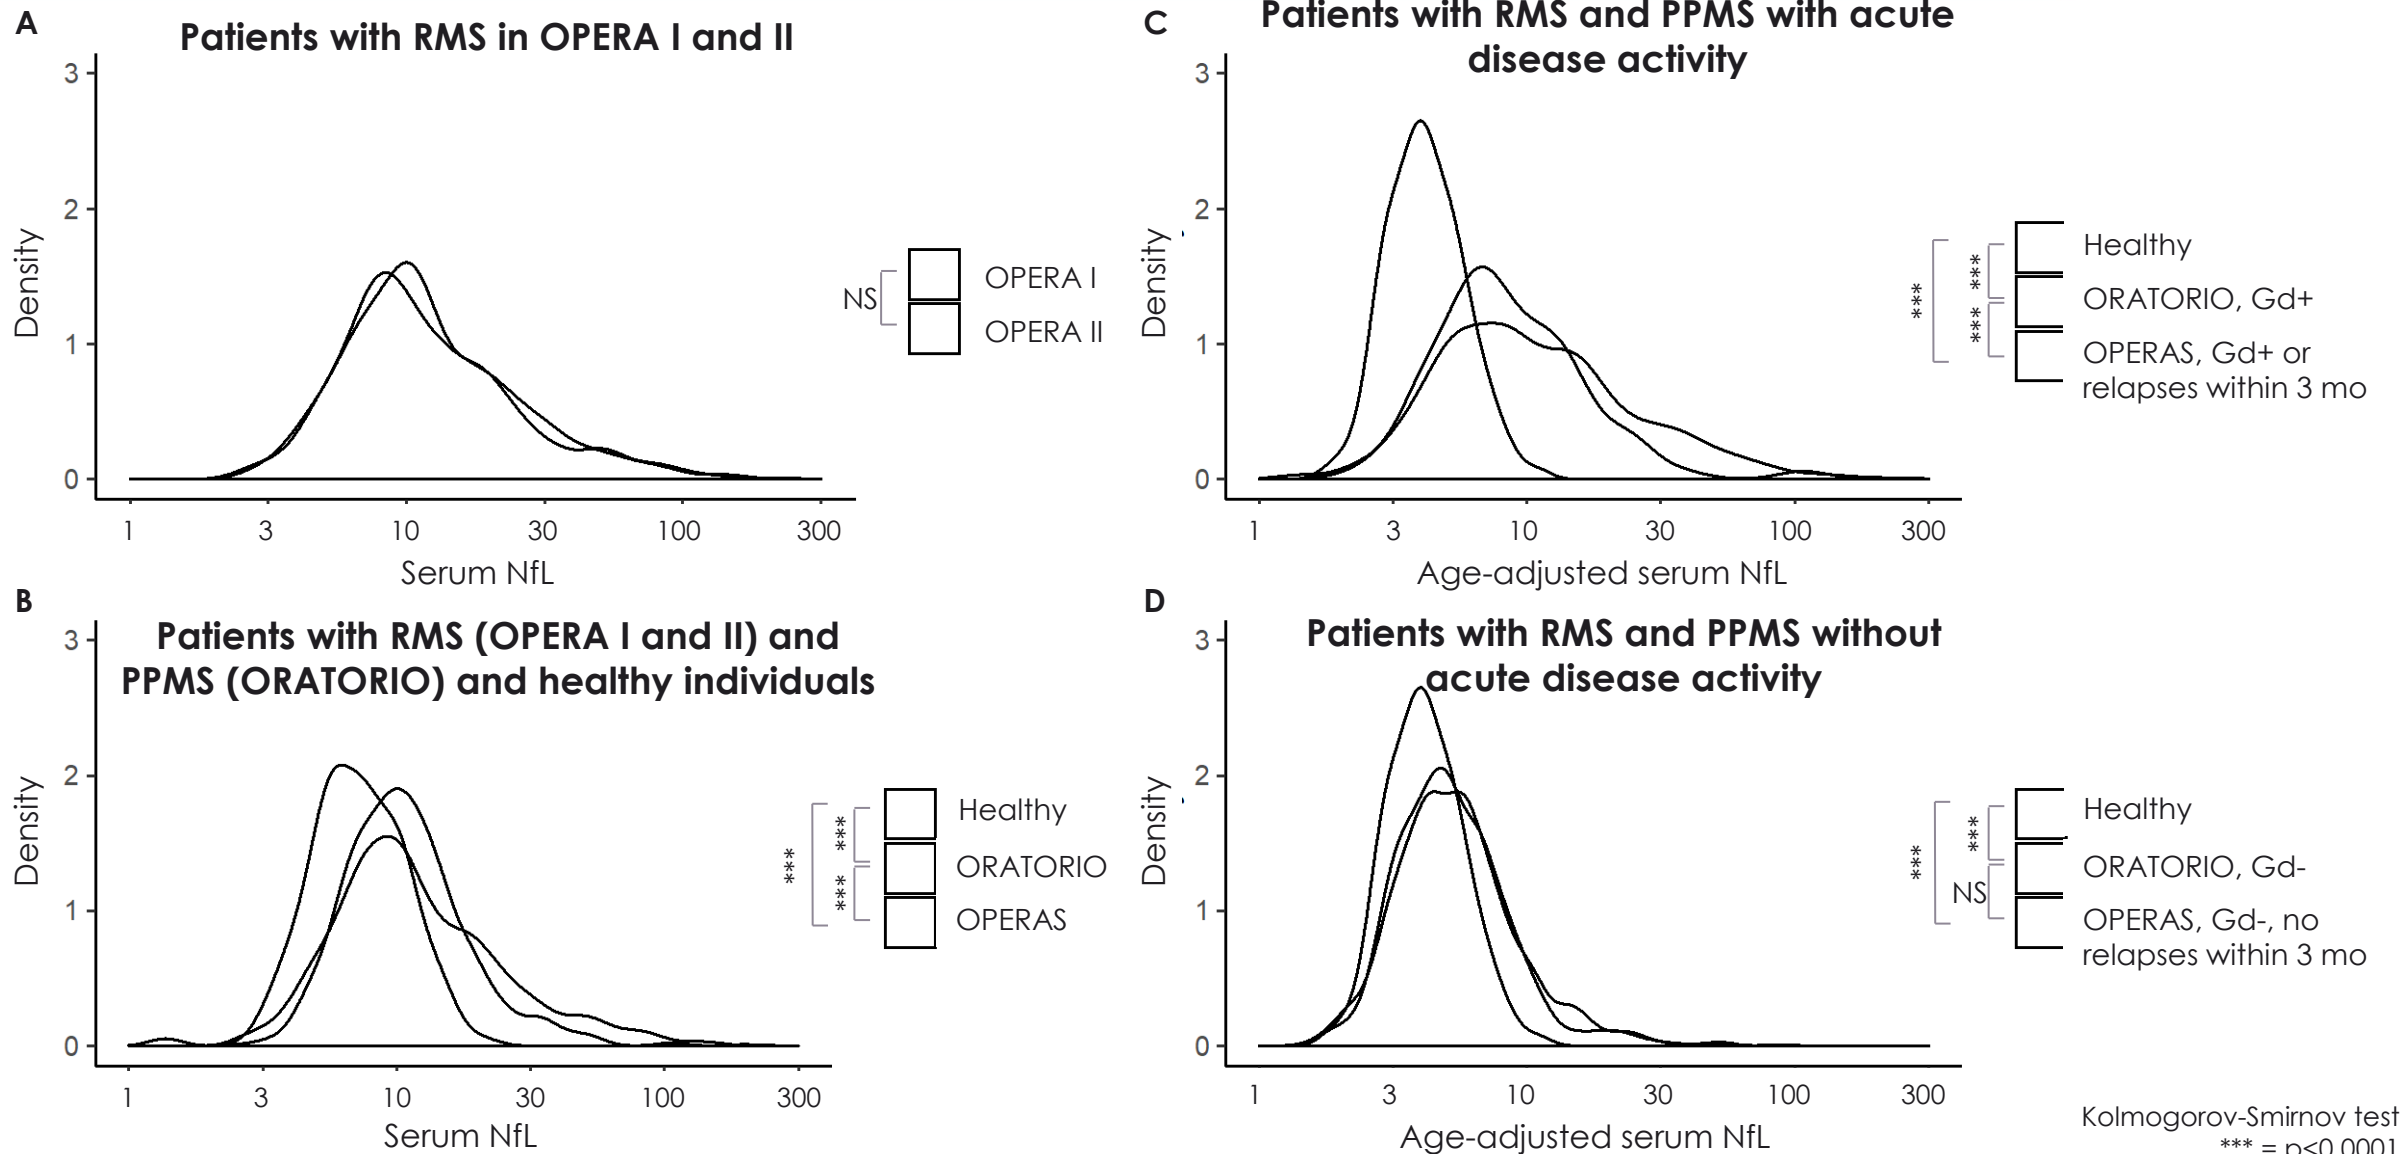 A
Patients with RMS in OPERA I and II
3
2
1
0
Density
1 3 10 30 100 300
Serum NfL
NS
OPERA I
OPERA II
B
Patients with RMS (OPERA I and II) and
PPMS (ORATORIO) and healthy individuals
3
2
1
0
Density
1 3 10 30 100 300
Serum NfL
***
***
***
Healthy
ORATORIO
OPERAS
C
Patients with RMS and PPMS with acute
disease activity
3
2
1
0
Density
1 3 10 30 100 300
Age-adjusted serum NfL
***
***
***
Healthy
ORATORIO, Gd+
OPERAS, Gd+ or
relapses within 3 mo
D
Patients with RMS and PPMS without
acute disease activity
3
2
1
0
Density
1 3 10 30 100 300
Age-adjusted serum NfL
***
***
NS
Healthy
ORATORIO, Gd-
OPERAS, Gd-, no
relapses within 3 mo
Kolmogorov-Smirnov test
*** = p<0.0001